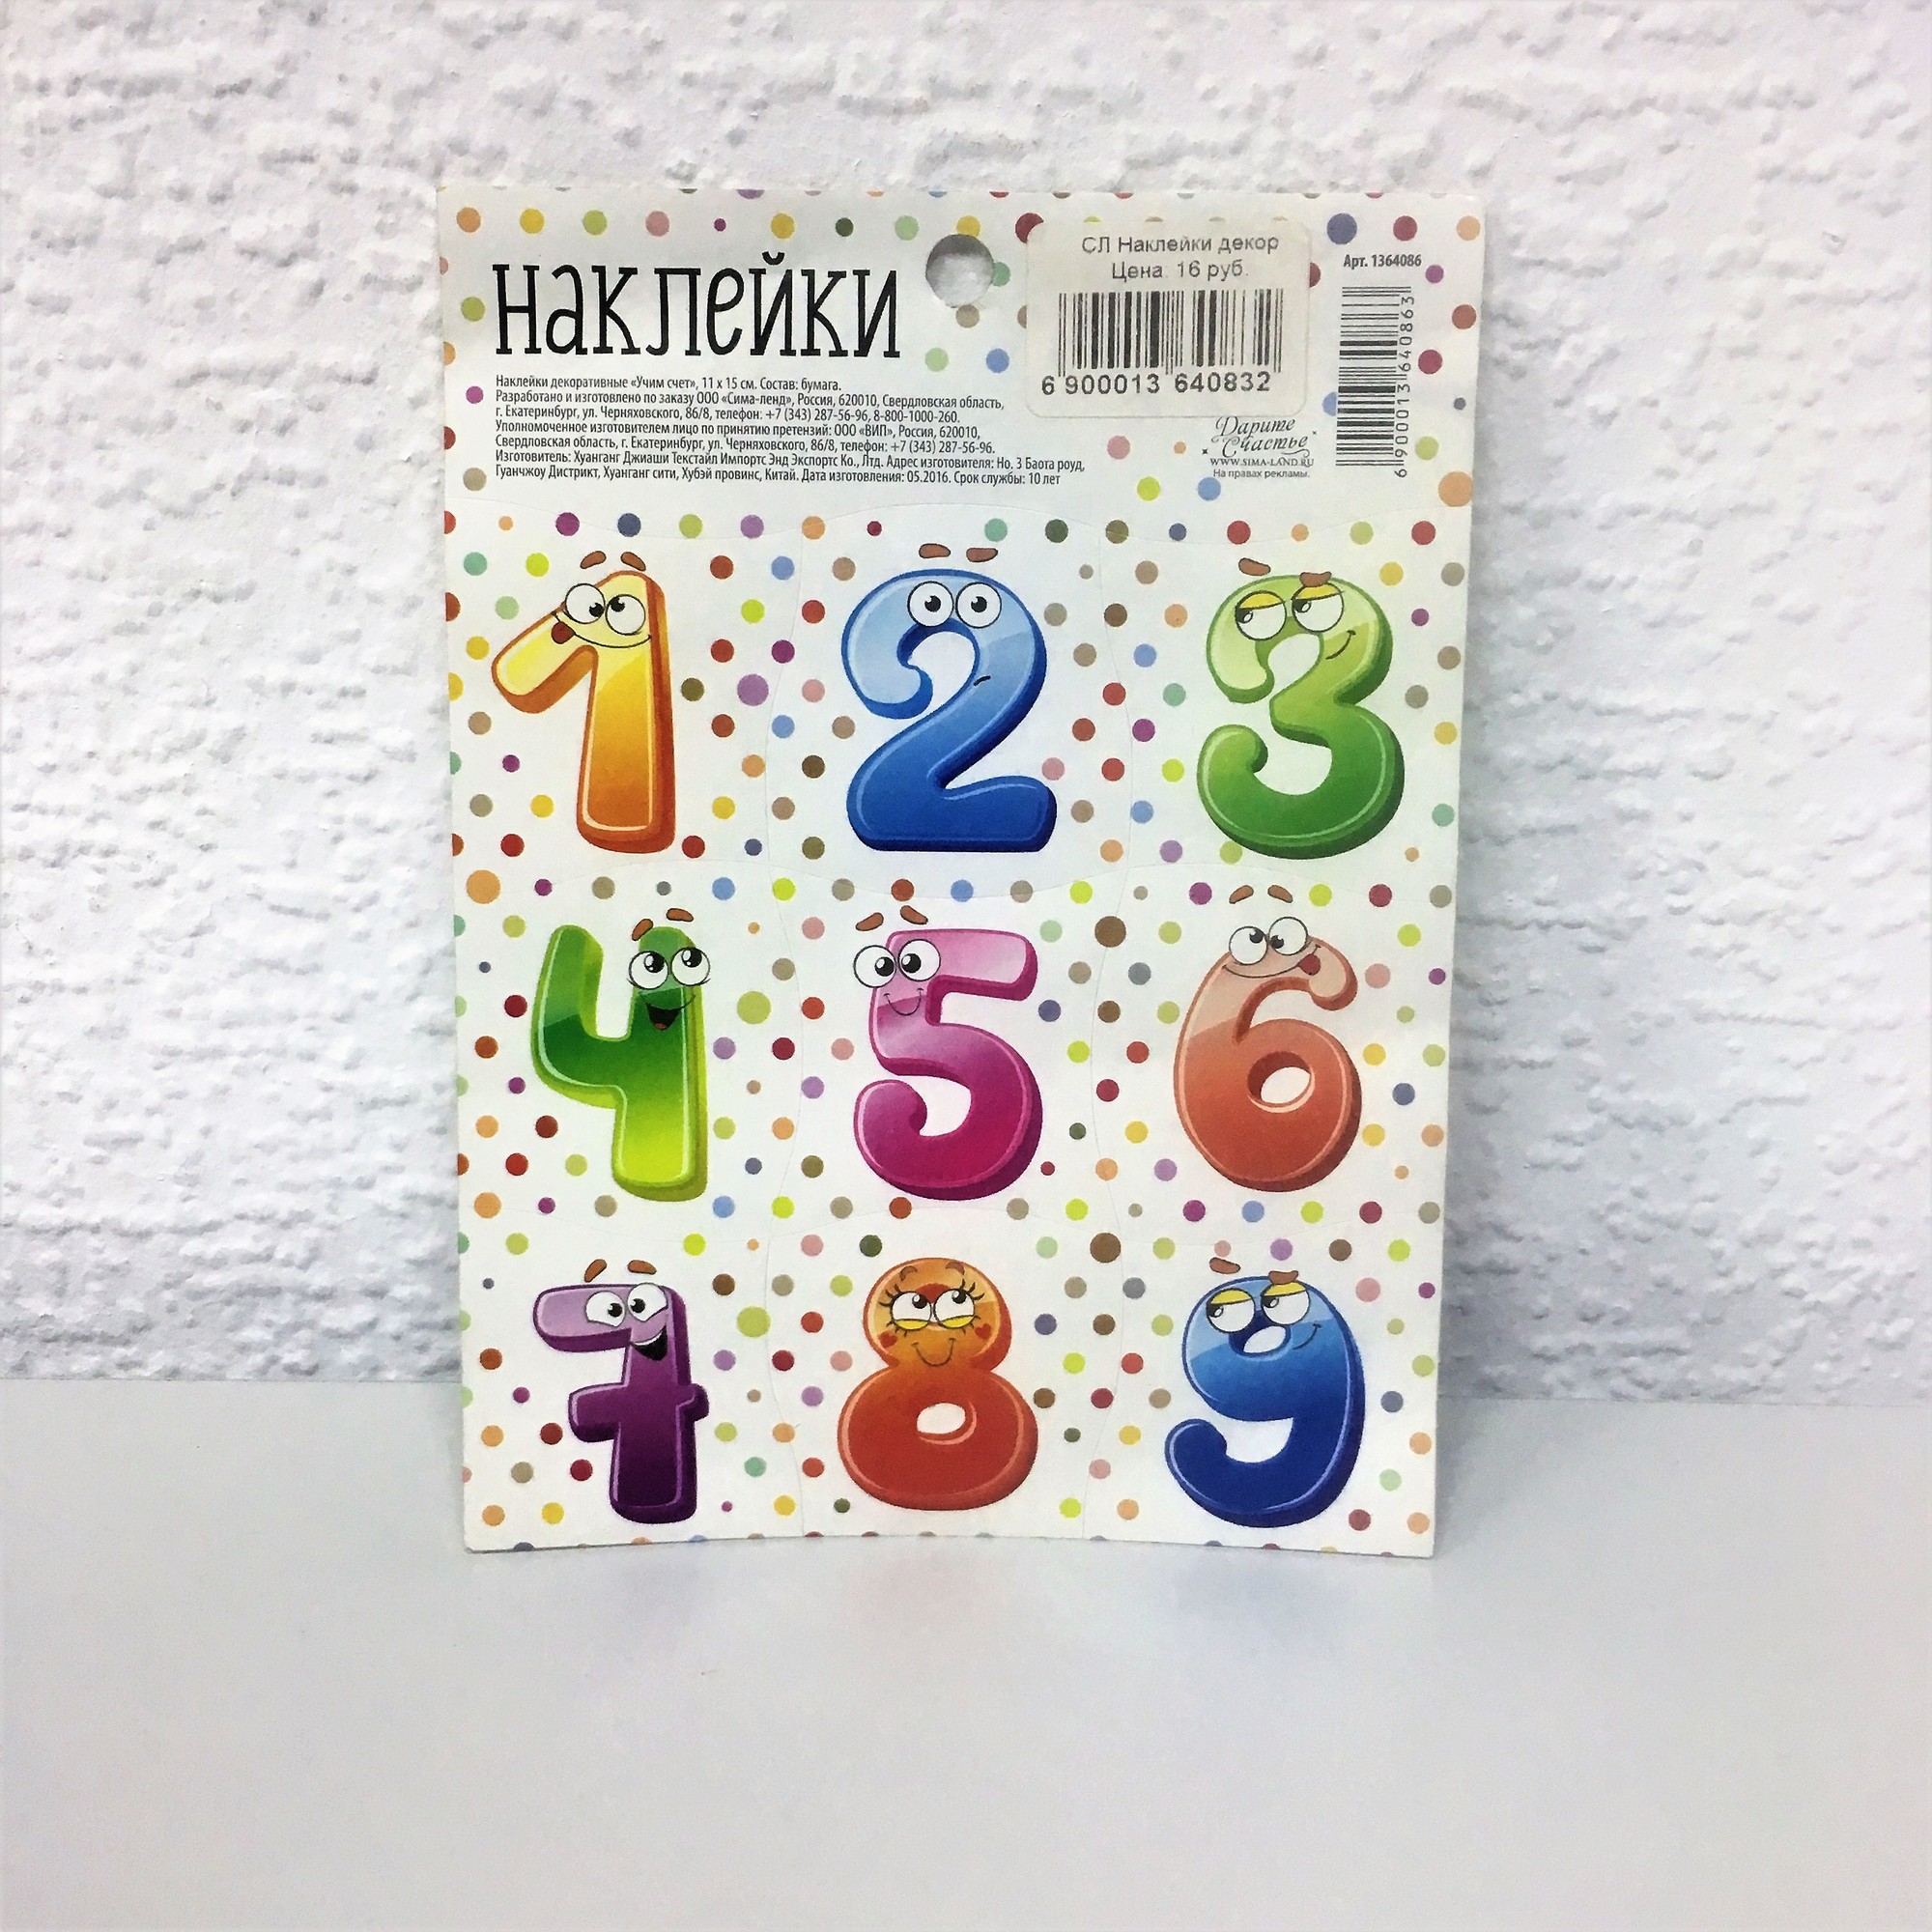 наклейки
СЛ Наклейки декор
Цена: 16 руб.
6 900013 640832
Арт. 1364086
6 900013 640863
Наклейки декоративные «Учим счет», 11 х 15 см. Состав: бумага.
Разработано и изготовлено по заказу ООО «Сима-ленд», Россия, 620010, Свердловская область,
г. Екатеринбург, ул. Черняховского, 86/8, телефон: +7 (343) 287-56-96, 8-800-1000-260.
Уполномоченное изготовителем лицо по принятию претензий: ООО «ВИП», Россия, 620010,
Свердловская область, г. Екатеринбург, ул. Черняховского, 86/8, телефон: +7 (343) 287-56-96.
Изготовитель: Хуанганг Джиаши Текстайл Импортс Энд Экспортс Ко., Лтд. Адрес изготовителя: Но. 3 Баота роуд,
Гуанчжоу Дистрикт, Хуанганг сити, Хубэй провинс, Китай. Дата изготовления: 05.2016. Срок службы: 10 лет
Дарите
Счастье
WWW.SIMA-LAND.RU
На правах рекламы.
1 2 3
4 5 6
7 8 9